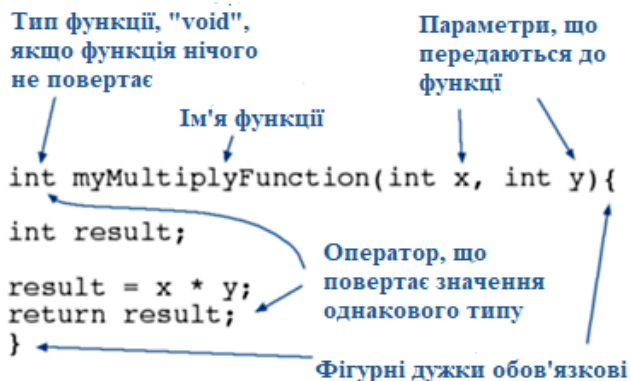 Тип функції, "void",
якщо функція нічого
не повертає
Параметри, що
передаються до
функції
Ім'я функції
int myMultiplyFunction(int x, int y){
int result;
result = x * y;
return result;
}
Оператор, що
повертає значення
однакового типу
Фігурні дужки обов'язкові